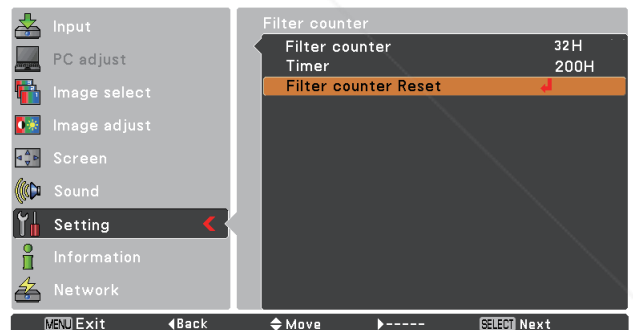 Input
PC adjust
Image select
Image adjust
Screen
Sound
Setting
Information
Network
Filter counter
Filter counter 32H
Timer 200H
Filter counter Reset
MENU Exit Back Move ----- SELECT Next